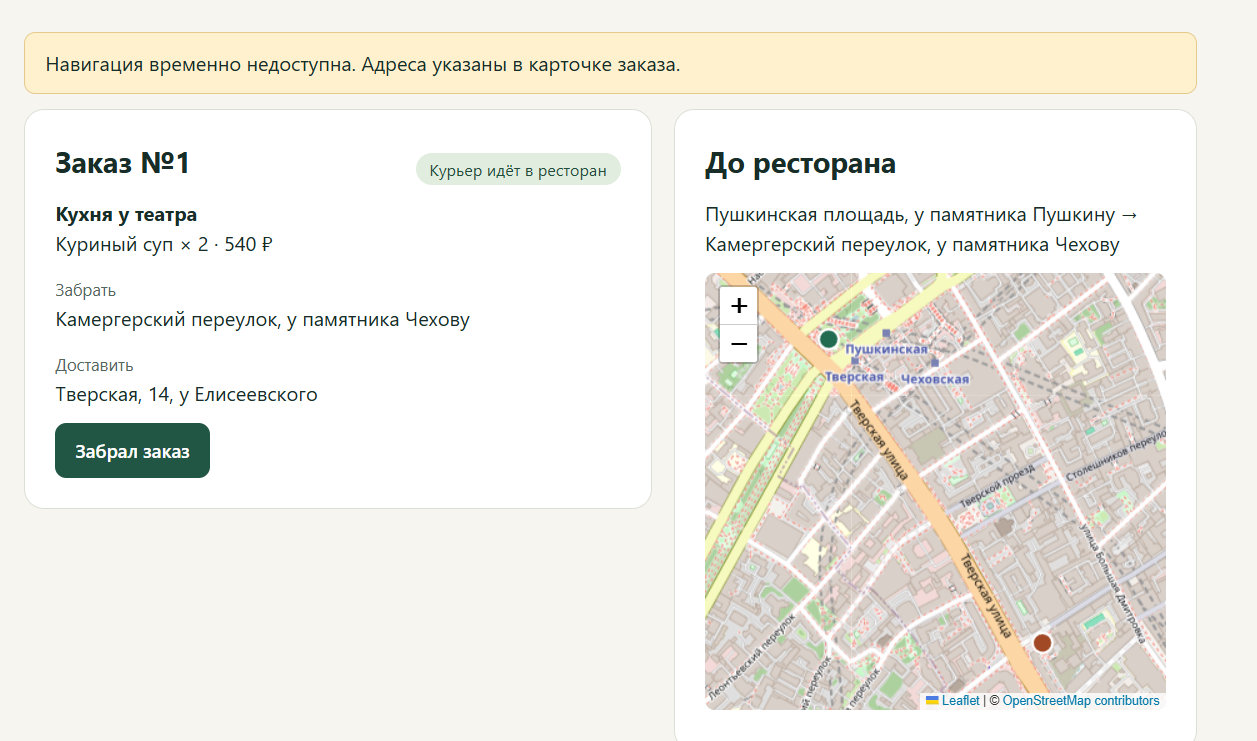 Навигация временно недоступна. Адреса указаны в карточке заказа.
Заказ №1
Курьер идёт в ресторан
Кухня у театра
Куриный суп × 2 · 540 ₽
Забрать
Камергерский переулок, у памятника Чехову
Доставить
Тверская, 14, у Елисеевского
Забрал заказ
До ресторана
Пушкинская площадь, у памятника Пушкину →
Камергерский переулок, у памятника Чехову
+
−
Пушкинская
Тверская
Чеховская
Тверская улица
Столешников переулок
Тверской проезд
улица Большая Дмитровка
Тверская улица
Леонтьевский переулок
переулок
переулок
Leaflet | © OpenStreetMap contributors